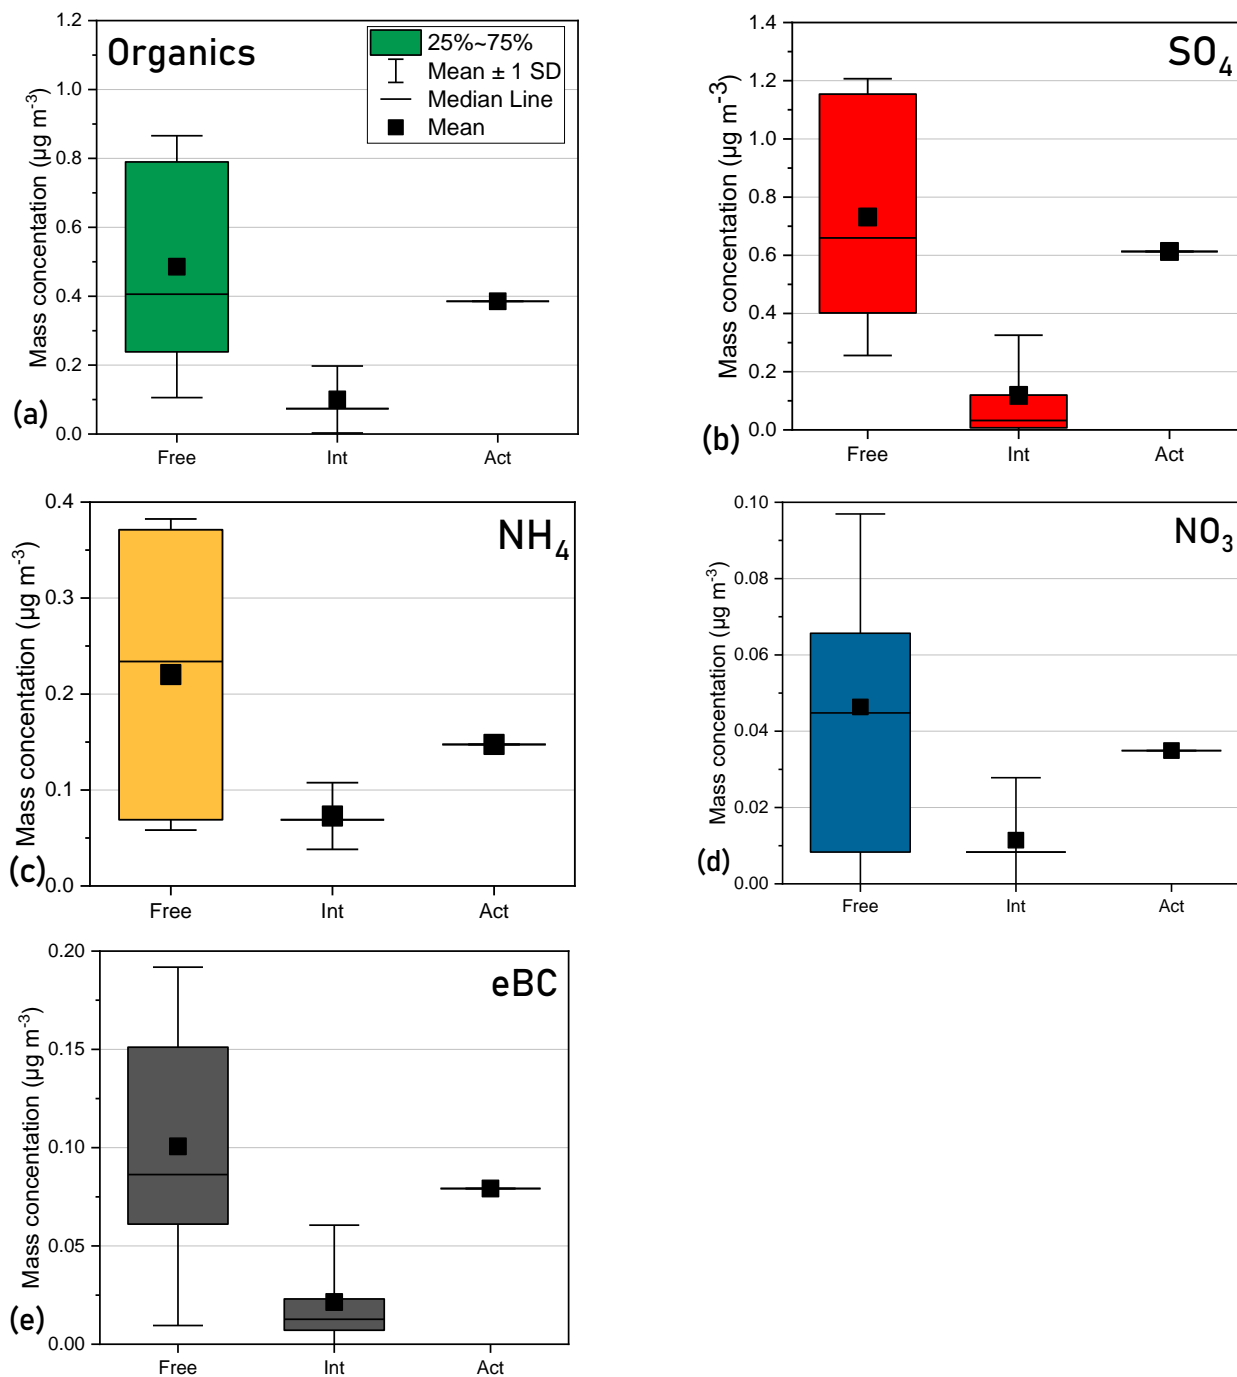 Organics
25%~75%
Mean ± 1 SD
Median Line
Mean
Mass concentration (µg m⁻³)
1.2
1.0
0.8
0.6
0.4
0.2
0.0
Free Int Act
(a)
SO₄
Mass concentration (µg m⁻³)
1.4
1.2
1.0
0.8
0.6
0.4
0.2
0.0
Free Int Act
(b)
NH₄
Mass concentration (µg m⁻³)
0.4
0.3
0.2
0.1
0.0
Free Int Act
(c)
NO₃
Mass concentration (µg m⁻³)
0.10
0.08
0.06
0.04
0.02
0.00
Free Int Act
(d)
eBC
Mass concentration (µg m⁻³)
0.20
0.15
0.10
0.05
0.00
Free Int Act
(e)